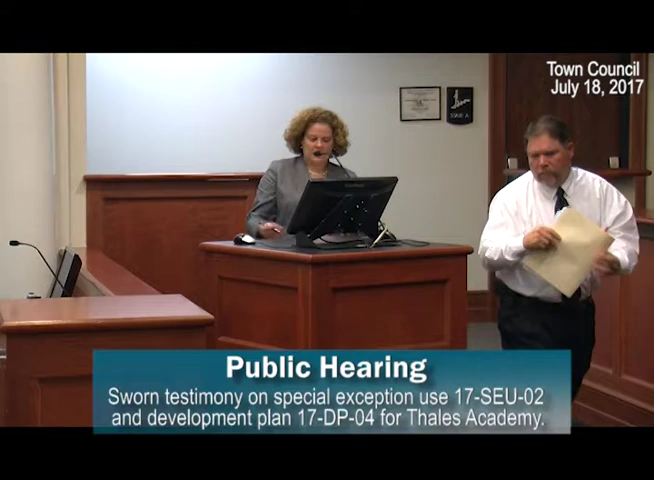 Town Council
July 18, 2017
Public Hearing
Sworn testimony on special exception use 17-SEU-02
and development plan 17-DP-04 for Thales Academy.